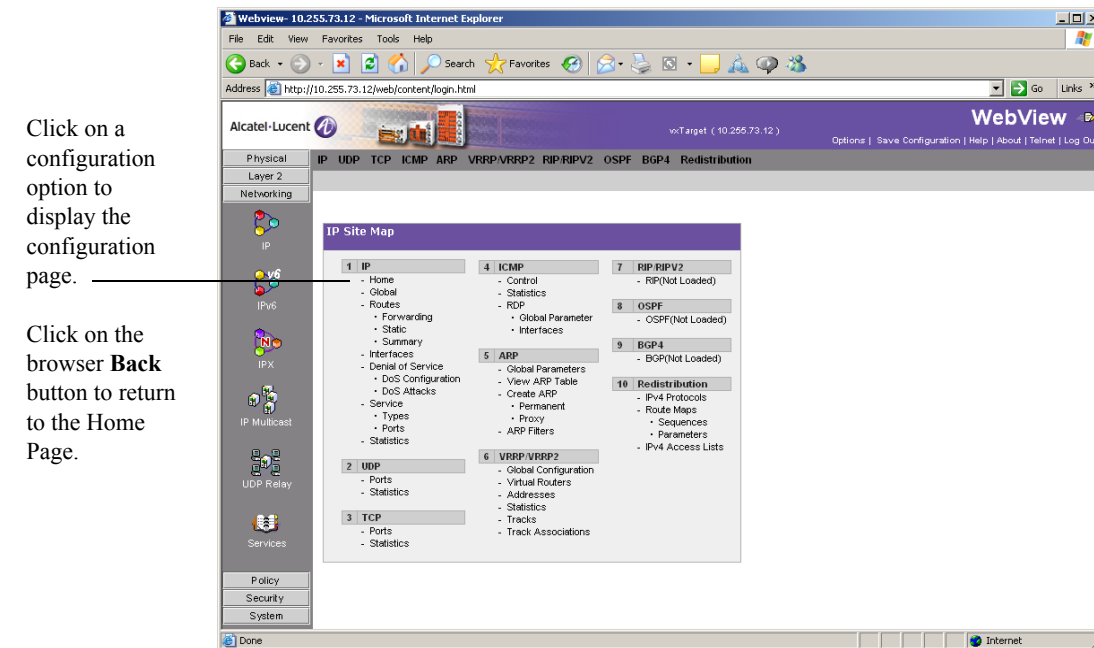 Click on a
configuration
option to
display the
configuration
page.
Click on the
browser Back
button to return
to the Home
Page.
Webview- 10.255.73.12 - Microsoft Internet Explorer
File Edit View Favorites Tools Help
Back Search Favorites
Address http://10.255.73.12/web/content/login.html Go Links
Alcatel·Lucent
vxTarget ( 10.255.73.12 )
WebView
Options | Save Configuration | Help | About | Telnet | Log Ou
Physical
Layer 2
Networking
IP
v6
IPv6
N
IPX
IP Multicast
UDP Relay
Services
Policy
Security
System
IP UDP TCP ICMP ARP VRRP/VRRP2 RIP/RIPV2 OSPF BGP4 Redistribution
IP Site Map
1 IP
- Home
- Global
- Routes
• Forwarding
• Static
• Summary
- Interfaces
- Denial of Service
• DoS Configuration
• DoS Attacks
- Service
• Types
• Ports
- Statistics
2 UDP
- Ports
- Statistics
3 TCP
- Ports
- Statistics
4 ICMP
- Control
- Statistics
- RDP
• Global Parameter
• Interfaces
5 ARP
- Global Parameters
- View ARP Table
- Create ARP
• Permanent
• Proxy
- ARP Filters
6 VRRP/VRRP2
- Global Configuration
- Virtual Routers
- Addresses
- Statistics
- Tracks
- Track Associations
7 RIP/RIPV2
- RIP(Not Loaded)
8 OSPF
- OSPF(Not Loaded)
9 BGP4
- BGP(Not Loaded)
10 Redistribution
- IPv4 Protocols
- Route Maps
• Sequences
• Parameters
- IPv4 Access Lists
Done
Internet